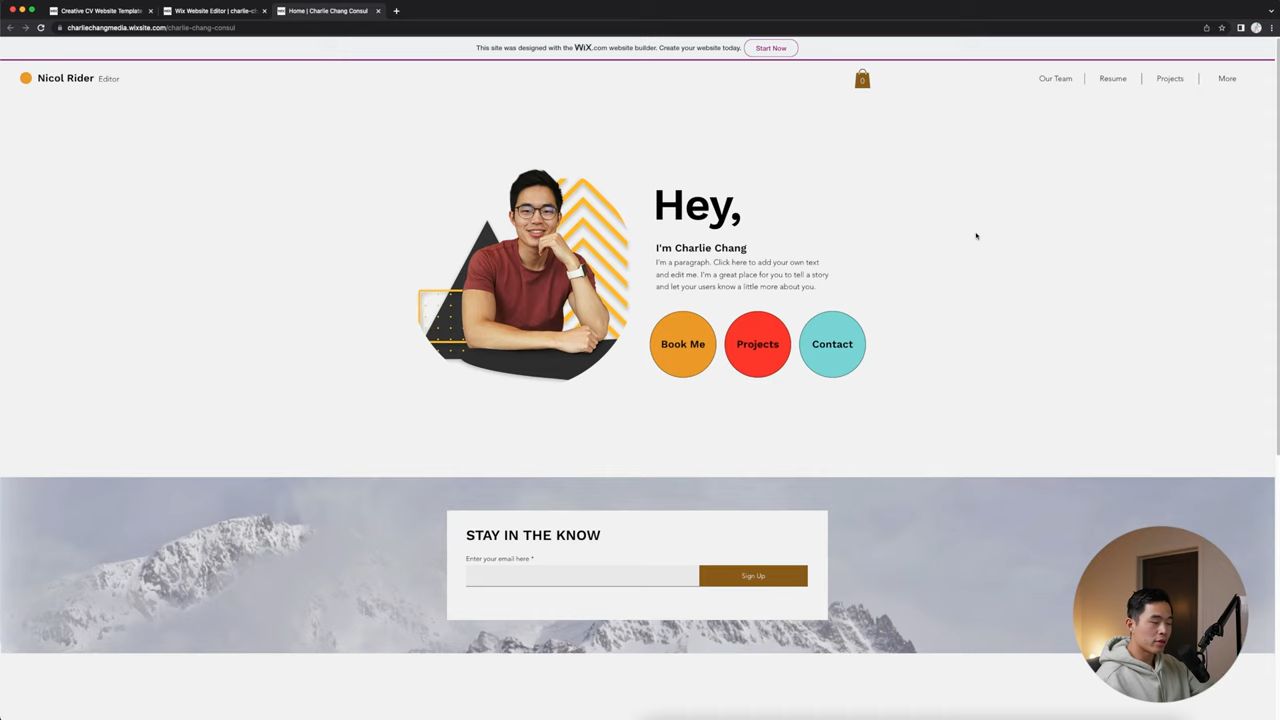 Creative CV Website Template
Wix Website Editor | charlie-c
Home | Charlie Chang Consul
charliechangmedia.wixsite.com/charlie-chang-consul
This site was designed with the WiX.com website builder. Create your website today.
Start Now
Nicol Rider Editor
0
Our Team
Resume
Projects
More
Hey,
I'm Charlie Chang
I'm a paragraph. Click here to add your own text
and edit me. I'm a great place for you to tell a story
and let your users know a little more about you.
Book Me
Projects
Contact
STAY IN THE KNOW
Enter your email here *
Sign Up